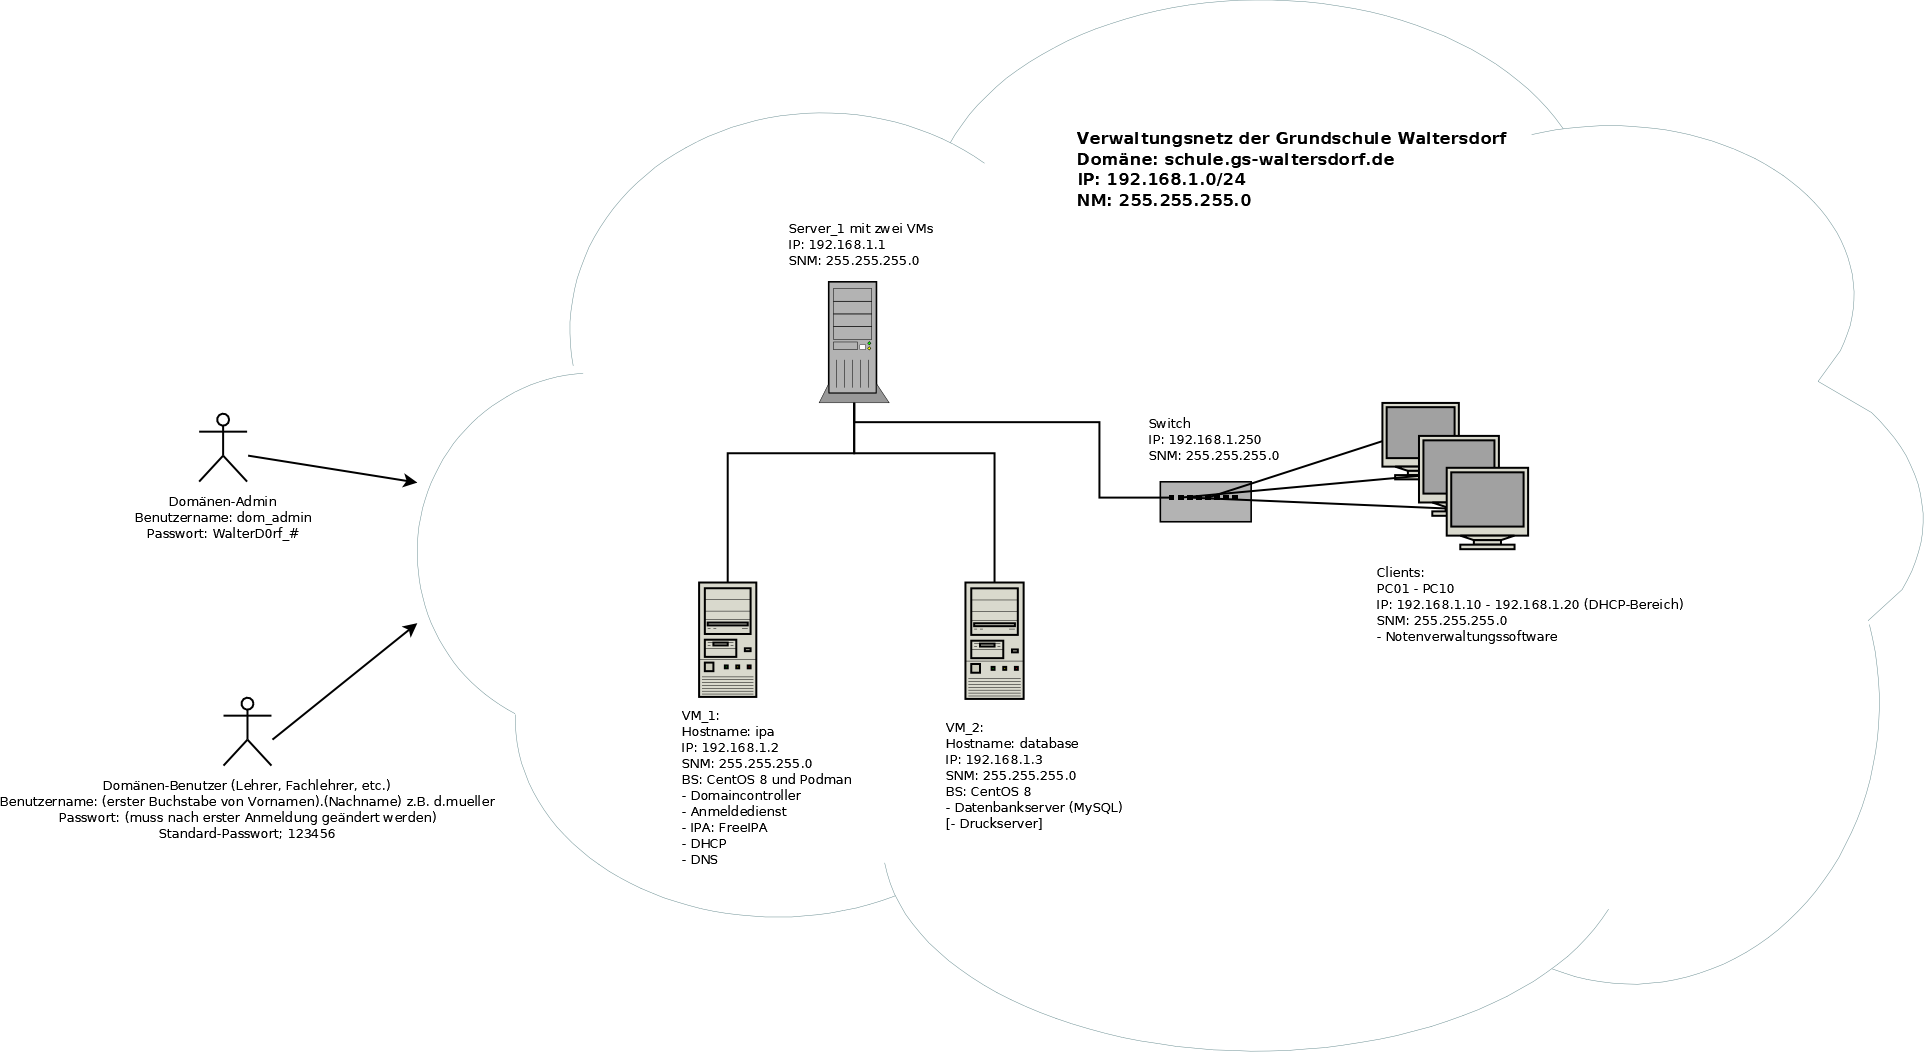 Verwaltungsnetz der Grundschule Waltersdorf
Domäne: schule.gs-waltersdorf.de
IP: 192.168.1.0/24
NM: 255.255.255.0
Server_1 mit zwei VMs
IP: 192.168.1.1
SNM: 255.255.255.0
Switch
IP: 192.168.1.250
SNM: 255.255.255.0
Domänen-Admin
Benutzername: dom_admin
Passwort: WalterD0rf_#
Clients:
PC01 - PC10
IP: 192.168.1.10 - 192.168.1.20 (DHCP-Bereich)
SNM: 255.255.255.0
- Notenverwaltungssoftware
VM_1:
Hostname: ipa
IP: 192.168.1.2
SNM: 255.255.255.0
BS: CentOS 8 und Podman
- Domaincontroller
- Anmeldedienst
- IPA: FreeIPA
- DHCP
- DNS
VM_2:
Hostname: database
IP: 192.168.1.3
SNM: 255.255.255.0
BS: CentOS 8
- Datenbankserver (MySQL)
[- Druckserver]
Domänen-Benutzer (Lehrer, Fachlehrer, etc.)
Benutzername: (erster Buchstabe von Vornamen).(Nachname) z.B. d.mueller
Passwort: (muss nach erster Anmeldung geändert werden)
Standard-Passwort; 123456